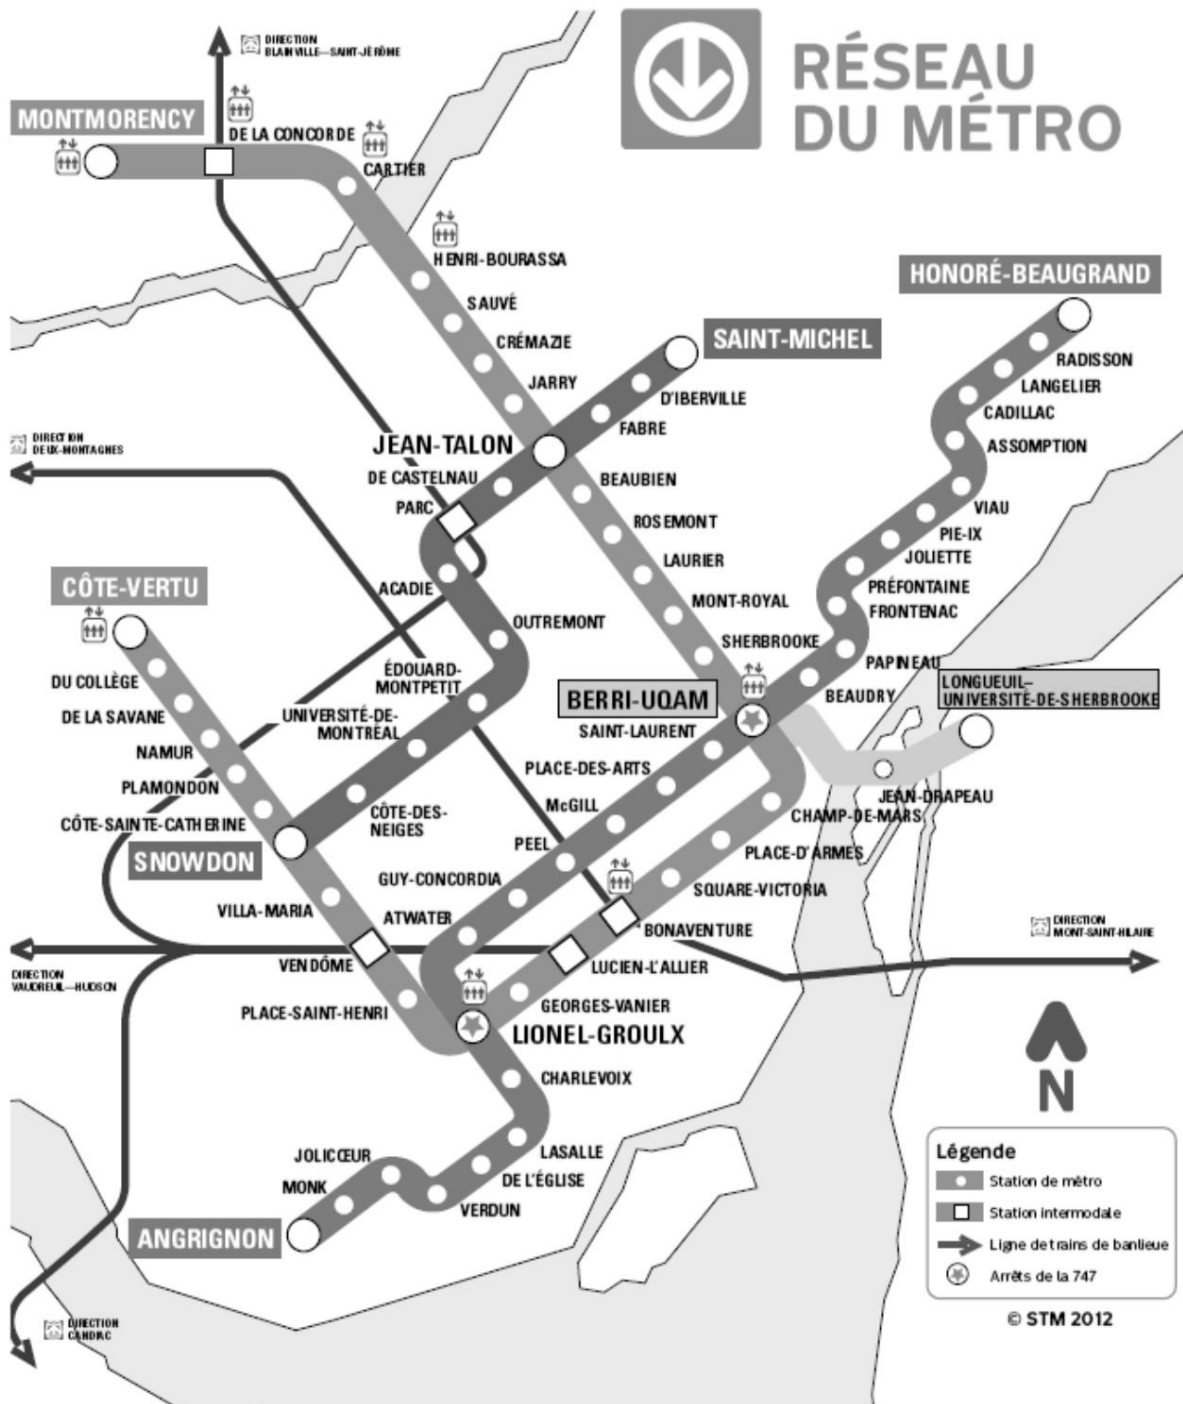 DIRECTION
BLAINVILLE—SAINT-JÉRÔME
RÉSEAU
DU MÉTRO
MONTMORENCY
DE LA CONCORDE
CARTIER
HENRI-BOURASSA
SAUVÉ
CRÉMAZIE
JARRY
HONORÉ-BEAUGRAND
SAINT-MICHEL
RADISSON
LANGELIER
CADILLAC
ASSOMPTION
D'IBERVILLE
FABRE
JEAN-TALON
DIRECTION
DEUX-MONTAGNES
DE CASTELNAU
PARC
BEAUBIEN
ROSEMONT
LAURIER
MONT-ROYAL
SHERBROOKE
VIAU
PIE-IX
JOLIETTE
PRÉFONTAINE
FRONTENAC
PAPINEAU
BEAUDRY
CÔTE-VERTU
ACADIE
OUTREMONT
ÉDOUARD-
MONTPETIT
UNIVERSITÉ-DE-
MONTRÉAL
DU COLLÈGE
DE LA SAVANE
NAMUR
PLAMONDON
CÔTE-SAINTE-CATHERINE
SNOWDON
CÔTE-DES-
NEIGES
BERRI-UQAM
LONGUEUIL–
UNIVERSITÉ-DE-SHERBROOKE
SAINT-LAURENT
PLACE-DES-ARTS
McGILL
PEEL
GUY-CONCORDIA
ATWATER
JEAN-DRAPEAU
CHAMP-DE-MARS
PLACE-D'ARMES
SQUARE-VICTORIA
BONAVENTURE
LUCIEN-L'ALLIER
GEORGES-VANIER
VILLA-MARIA
VENDÔME
PLACE-SAINT-HENRI
DIRECTION
VAUDREUIL—HUDSON
DIRECTION
MONT-SAINT-HILAIRE
LIONEL-GROULX
CHARLEVOIX
LASALLE
DE L'ÉGLISE
VERDUN
JOLICŒUR
MONK
ANGRIGNON
DIRECTION
CANDIAC
N
Légende
Station de métro
Station intermodale
Ligne de trains de banlieue
Arrêts de la 747
© STM 2012